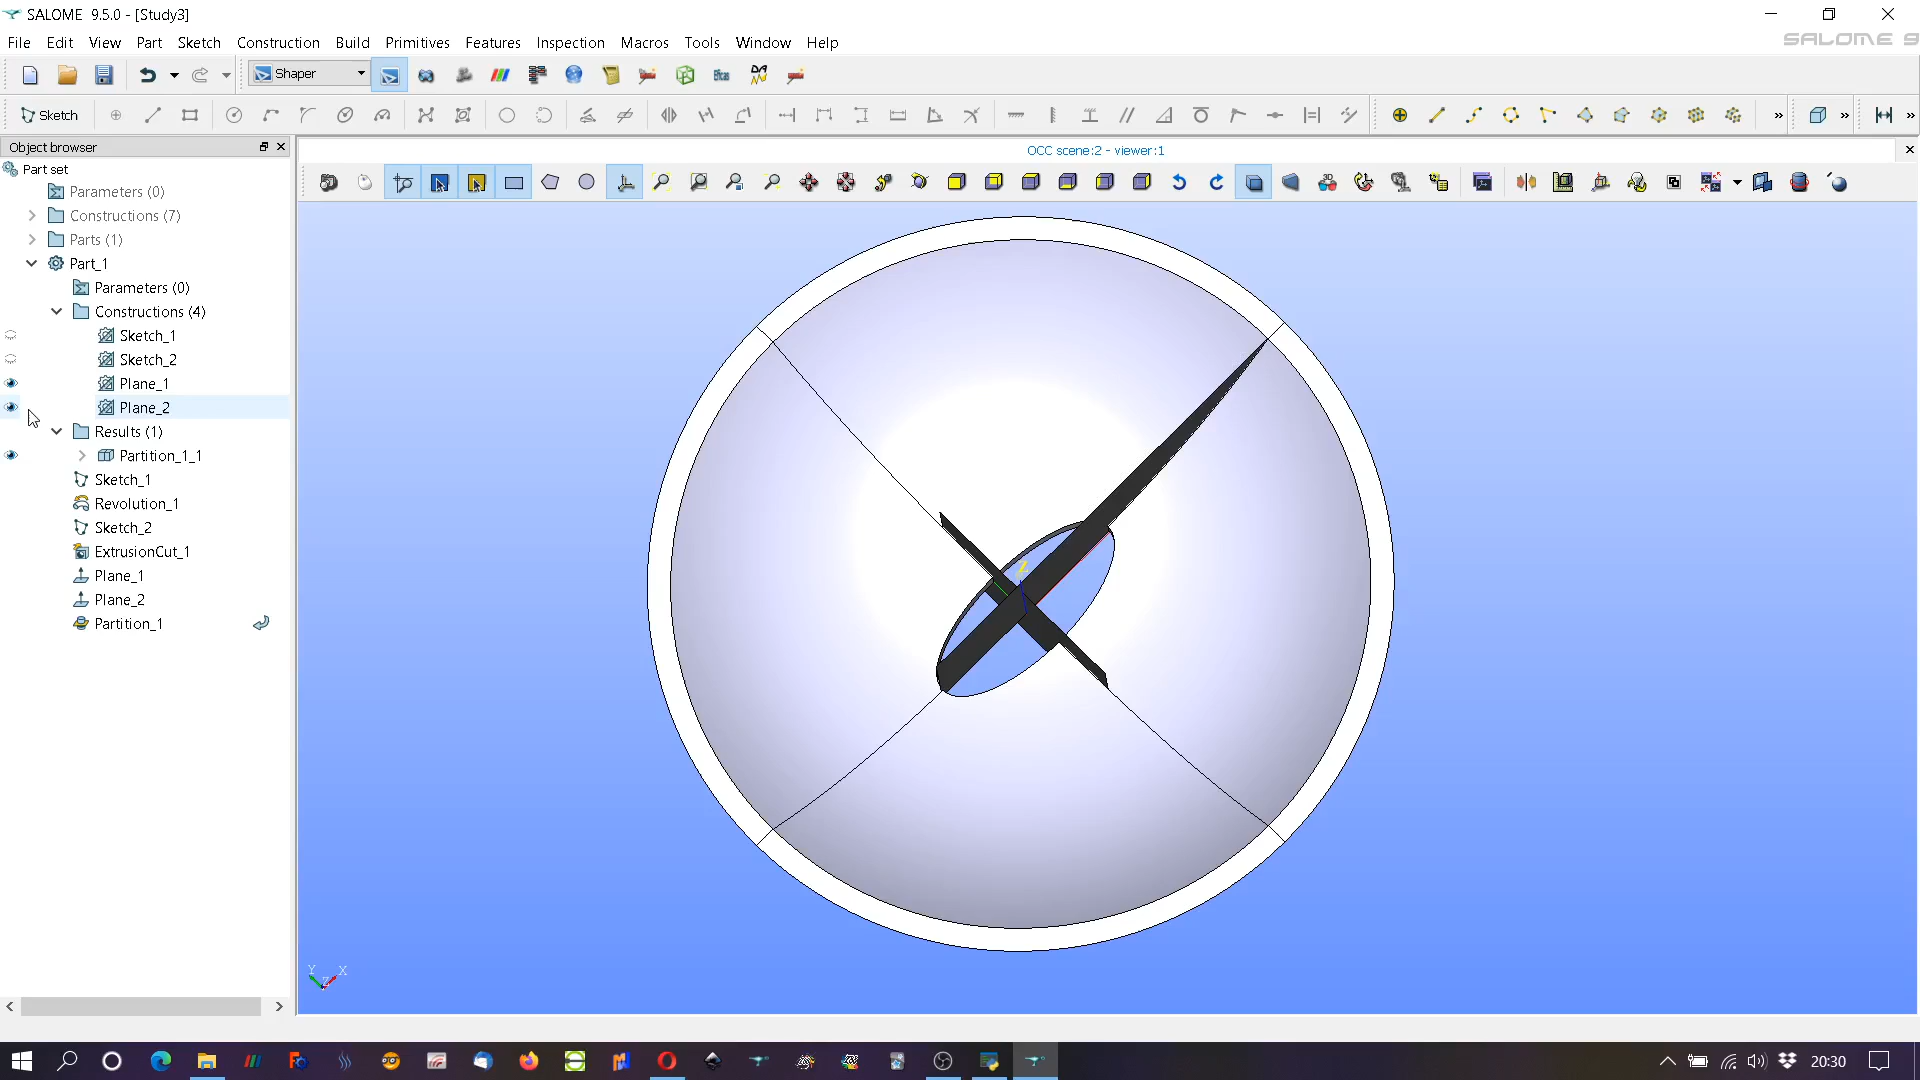 SALOME 9.5.0 - [Study3]
File Edit View Part Sketch Construction Build Primitives Features Inspection Macros Tools Window Help
SALOME 9
Shaper
Eficas
Sketch
» » »
Object browser
OCC scene:2 - viewer:1
Part set
Parameters (0)
Constructions (7)
Parts (1)
Part_1
Parameters (0)
Constructions (4)
Sketch_1
Sketch_2
Plane_1
Plane_2
Results (1)
Partition_1_1
Sketch_1
Revolution_1
Sketch_2
ExtrusionCut_1
Plane_1
Plane_2
Partition_1
Z
Y Z X
20:30